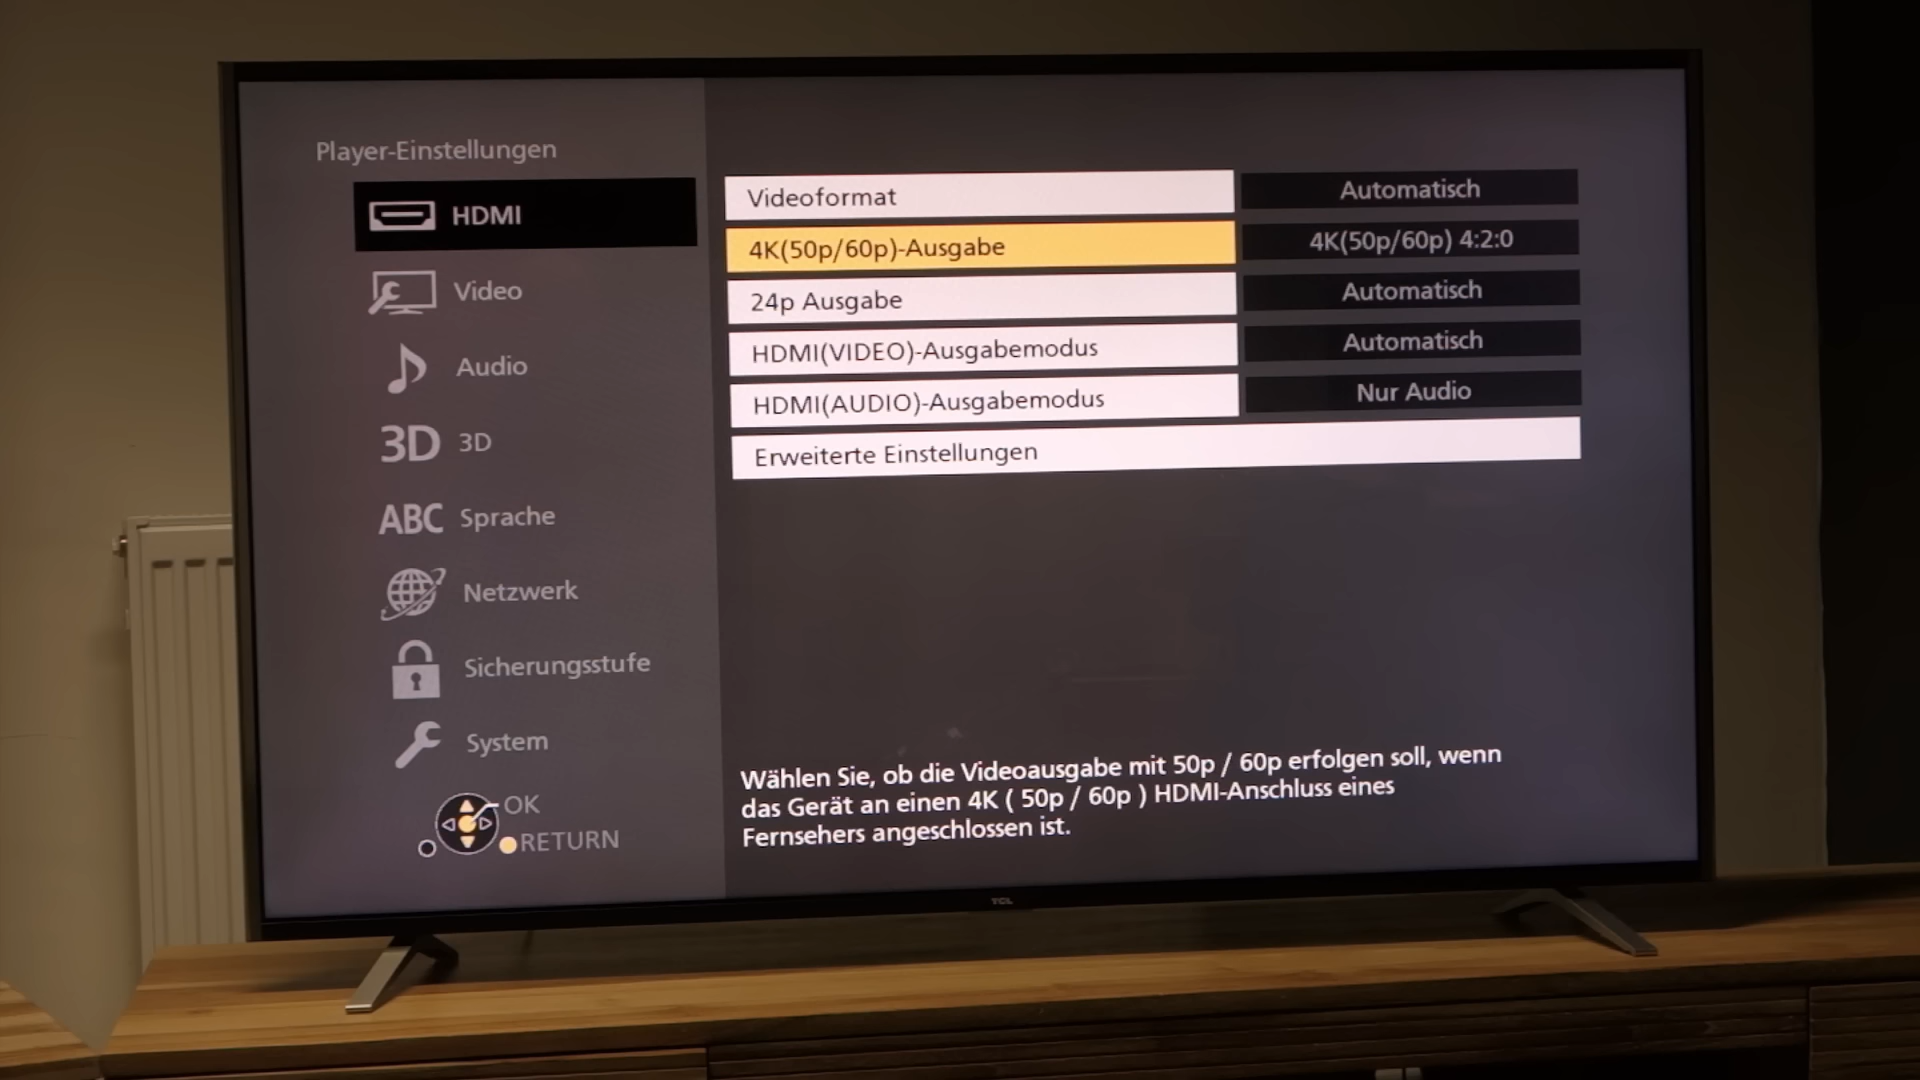 Player-Einstellungen
HDMI
Video
Audio
3D 3D
ABC Sprache
Netzwerk
Sicherungsstufe
System
OK
RETURN
Videoformat Automatisch
4K(50p/60p)-Ausgabe 4K(50p/60p) 4:2:0
24p Ausgabe Automatisch
HDMI(VIDEO)-Ausgabemodus Automatisch
HDMI(AUDIO)-Ausgabemodus Nur Audio
Erweiterte Einstellungen
Wählen Sie, ob die Videoausgabe mit 50p / 60p erfolgen soll, wenn
das Gerät an einen 4K ( 50p / 60p ) HDMI-Anschluss eines
Fernsehers angeschlossen ist.
TCL